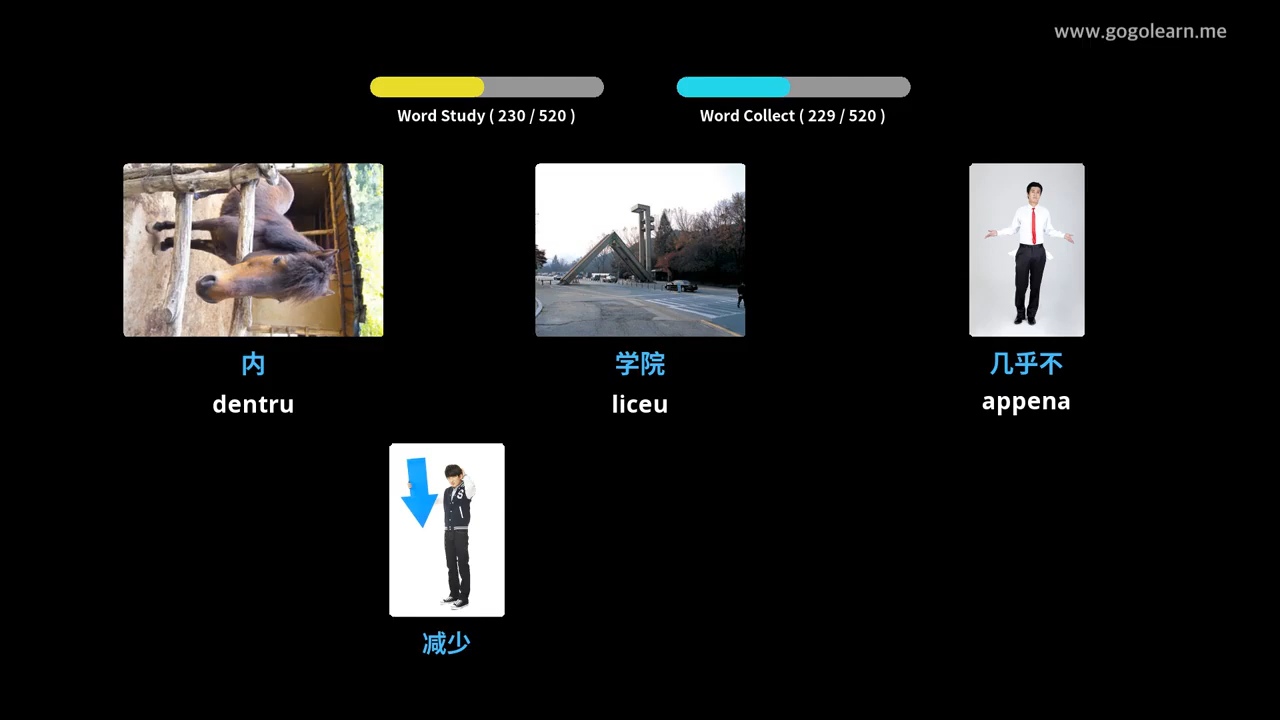 www.gogolearn.me
Word Study ( 230 / 520 )
Word Collect ( 229 / 520 )
内
学院
几乎不
dentru
liceu
appena
减少